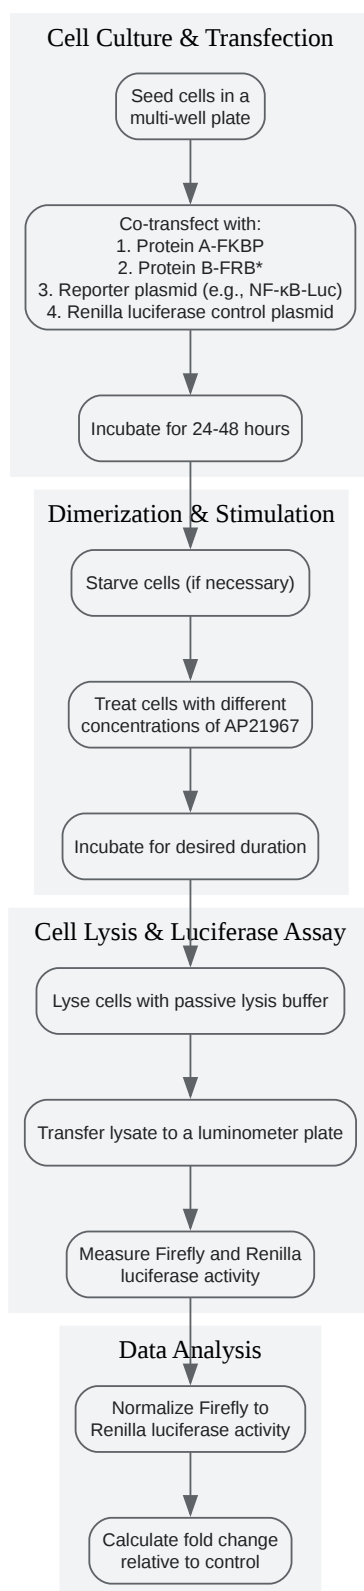 Cell Culture & Transfection
Seed cells in a
multi-well plate
Co-transfect with:
1. Protein A-FKBP
2. Protein B-FRB*
3. Reporter plasmid (e.g., NF-κB-Luc)
4. Renilla luciferase control plasmid
Incubate for 24-48 hours
Dimerization & Stimulation
Starve cells (if necessary)
Treat cells with different
concentrations of AP21967
Incubate for desired duration
Cell Lysis & Luciferase Assay
Lyse cells with passive lysis buffer
Transfer lysate to a luminometer plate
Measure Firefly and Renilla
luciferase activity
Data Analysis
Normalize Firefly to
Renilla luciferase activity
Calculate fold change
relative to control